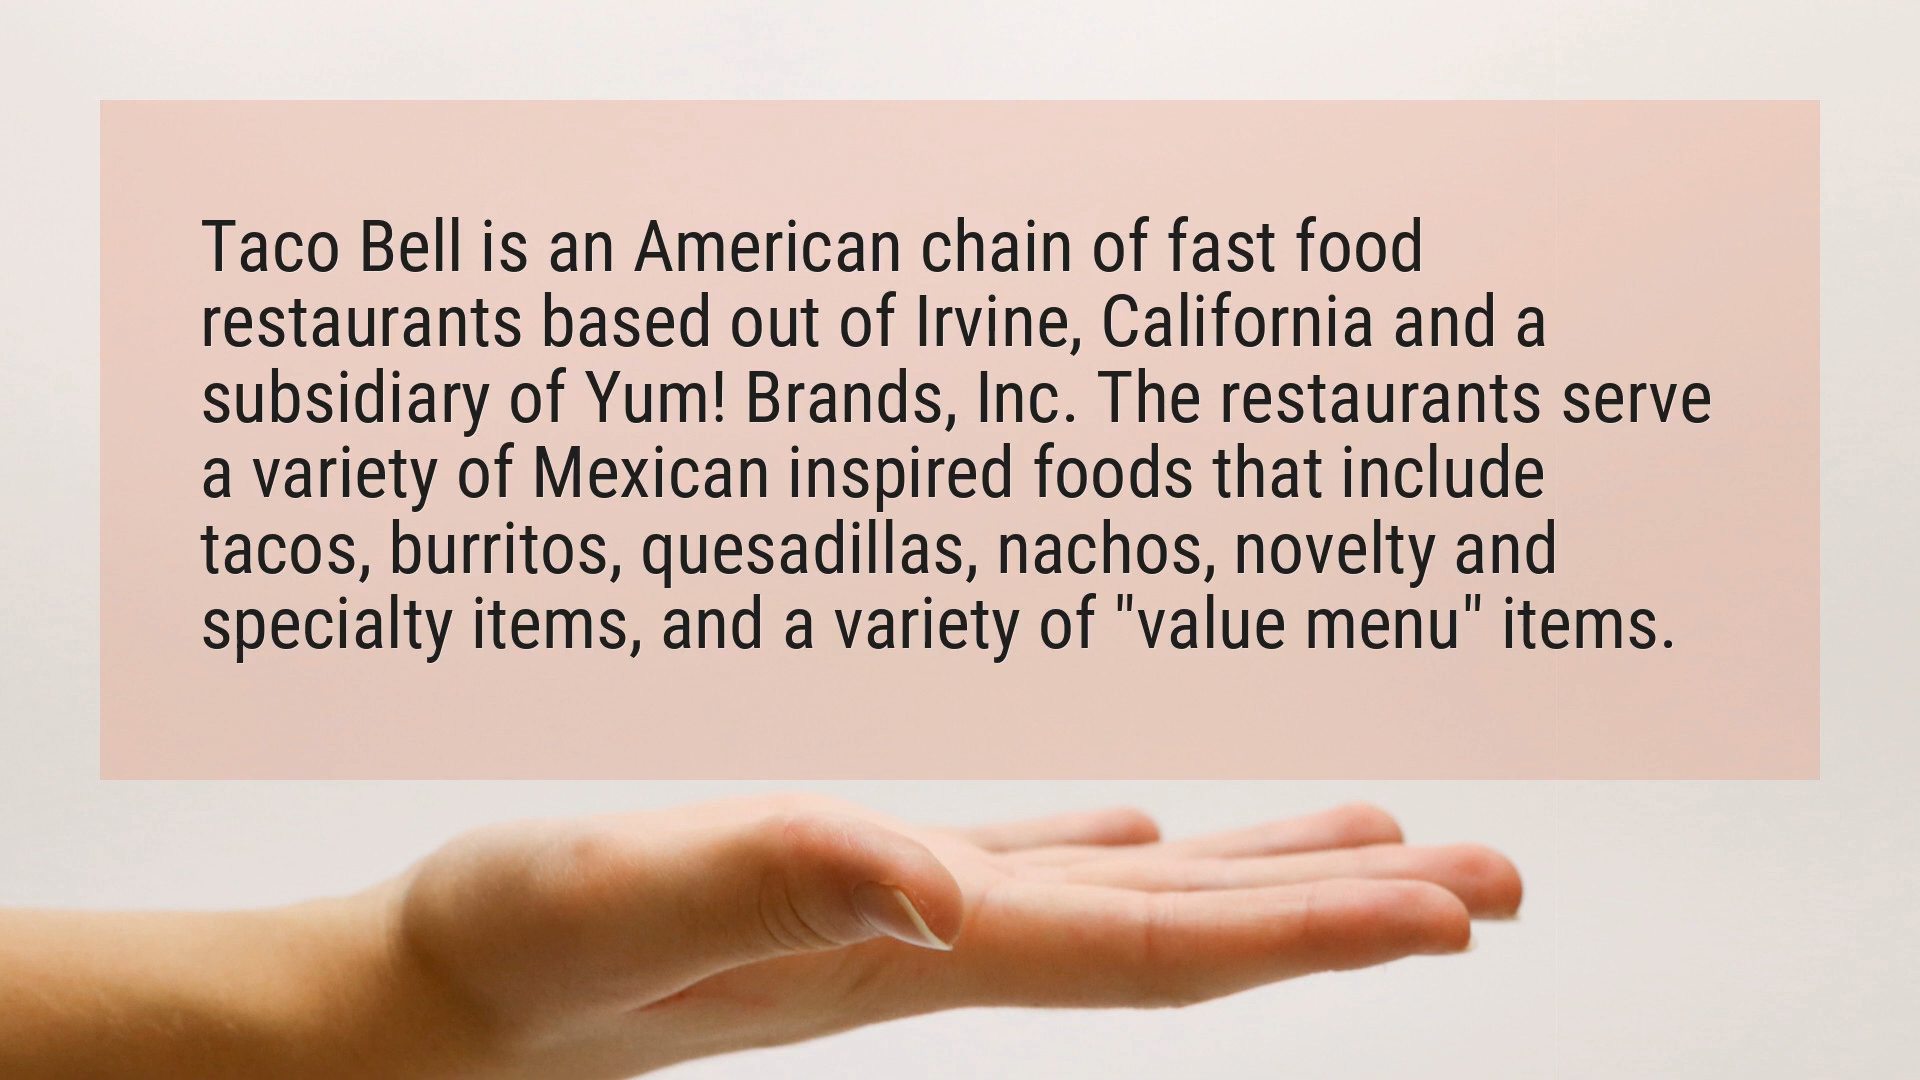 Taco Bell is an American chain of fast food
restaurants based out of Irvine, California and a
subsidiary of Yum! Brands, Inc. The restaurants serve
a variety of Mexican inspired foods that include
tacos, burritos, quesadillas, nachos, novelty and
specialty items, and a variety of "value menu" items.